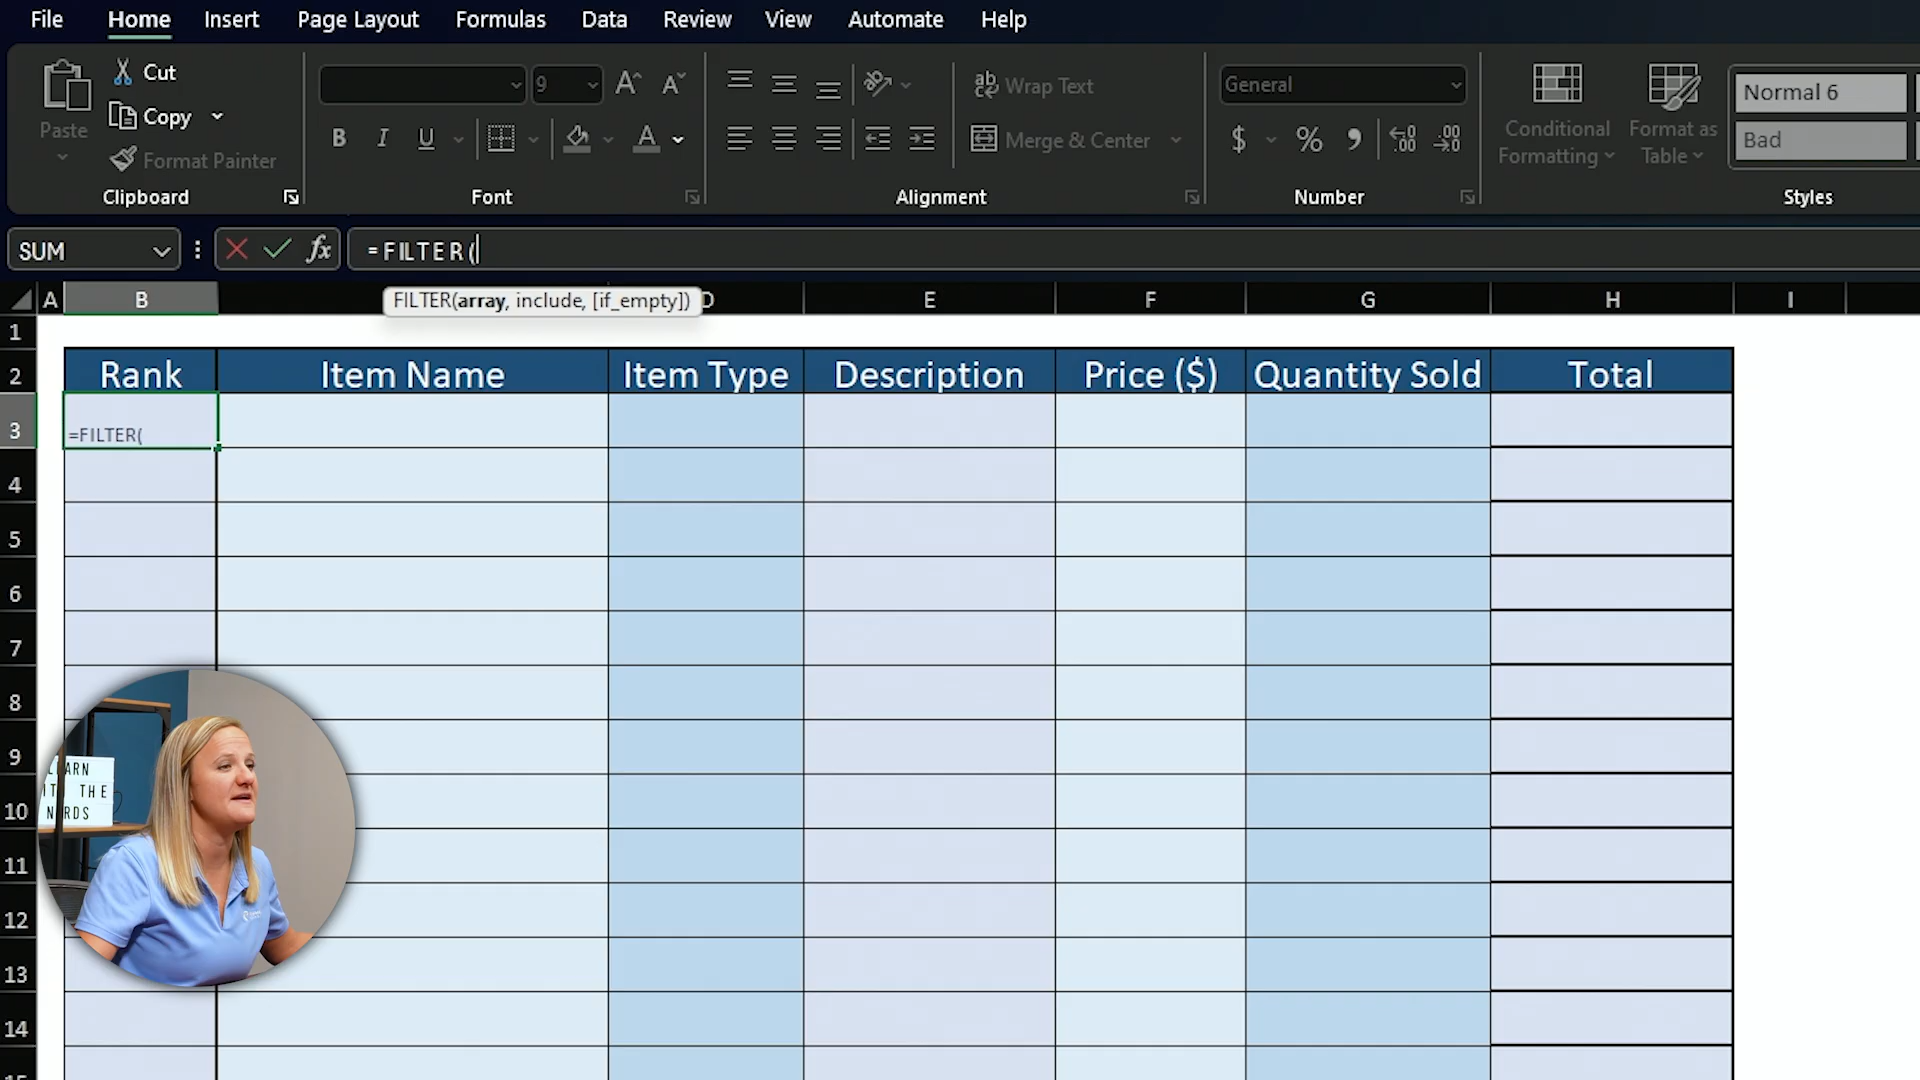 File Home Insert Page Layout Formulas Data Review View Automate Help
Paste
Cut
Copy
Format Painter
Clipboard
9
B I U
Font
Wrap Text
Merge & Center
Alignment
General
$ %
Number
Conditional Formatting
Format as Table
Normal 6
Bad
Styles
SUM
fx
=FILTER(
FILTER(array, include, [if_empty])
A B D E F G H I
1
2 Rank Item Name Item Type Description Price ($) Quantity Sold Total
3 =FILTER(
4
5
6
7
8
9
10
11
12
13
14
THE